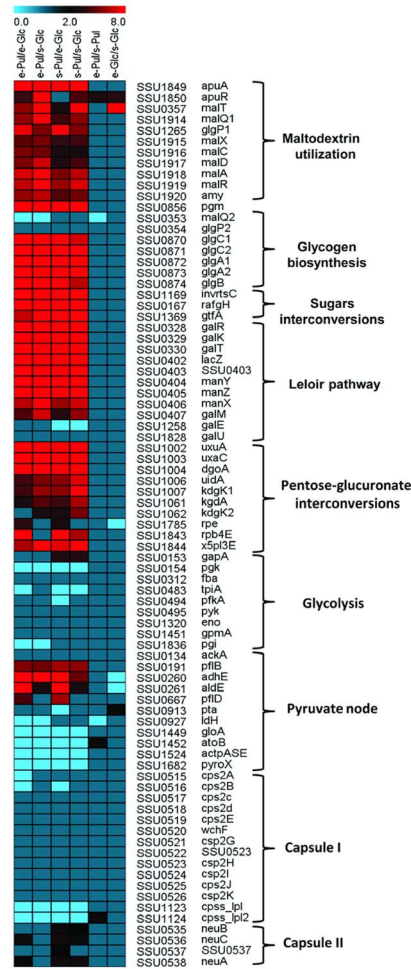 0.0 2.0 8.0
e-Pul/e-Glc
e-Pul/s-Glc
s-Pul/e-Glc
s-Pul/s-Glc
e-Pul/s-Pul
e-Glc/s-Glc
SSU1849 apuA
SSU1850 apuR
SSU0357 malT
SSU1914 malQ1
SSU1265 glgP1
SSU1915 malX
SSU1916 malC
SSU1917 malD
SSU1918 malA
SSU1919 malR
SSU1920 amy
Maltodextrin
utilization
SSU0856 pgm
SSU0353 malQ2
SSU0354 glgP2
SSU0870 glgC1
SSU0871 glgC2
SSU0872 glgA1
SSU0873 glgA2
SSU0874 glgB
Glycogen
biosynthesis
SSU1169 invrtsC
SSU0167 rafgH
SSU1369 gtfA
Sugars
interconversions
SSU0328 galR
SSU0329 galK
SSU0330 galT
SSU0402 lacZ
SSU0403 SSU0403
SSU0404 manY
SSU0405 manZ
SSU0406 manX
SSU0407 galM
SSU1258 galE
SSU1828 galU
Leloir pathway
SSU1002 uxuA
SSU1003 uxaC
SSU1004 dgoA
SSU1006 uidA
SSU1007 kdgK1
SSU1061 kgdA
SSU1062 kdgK2
SSU1785 rpe
SSU1843 rpb4E
SSU1844 x5pl3E
Pentose-glucuronate
interconversions
SSU0153 gapA
SSU0154 pgk
SSU0312 fba
SSU0483 tpiA
SSU0494 pfkA
SSU0495 pyk
SSU1320 eno
SSU1451 gpmA
SSU1836 pgi
Glycolysis
SSU0134 ackA
SSU0191 pflB
SSU0260 adhE
SSU0261 aldE
SSU0667 pflD
SSU0913 pta
SSU0927 ldH
SSU1449 gloA
SSU1452 atoB
SSU1524 actpASE
SSU1682 pyroX
Pyruvate node
SSU0515 cps2A
SSU0516 cps2B
SSU0517 cps2c
SSU0518 cps2d
SSU0519 cps2E
SSU0520 wchF
SSU0521 csp2G
SSU0522 SSU0523
SSU0523 csp2H
SSU0524 csp2I
SSU0525 cps2J
SSU0526 csp2K
SSU1123 cpss_lpl
SSU1124 cpss_lpl2
Capsule I
SSU0535 neuB
SSU0536 neuC
SSU0537 SSU0537
SSU0538 neuA
Capsule II